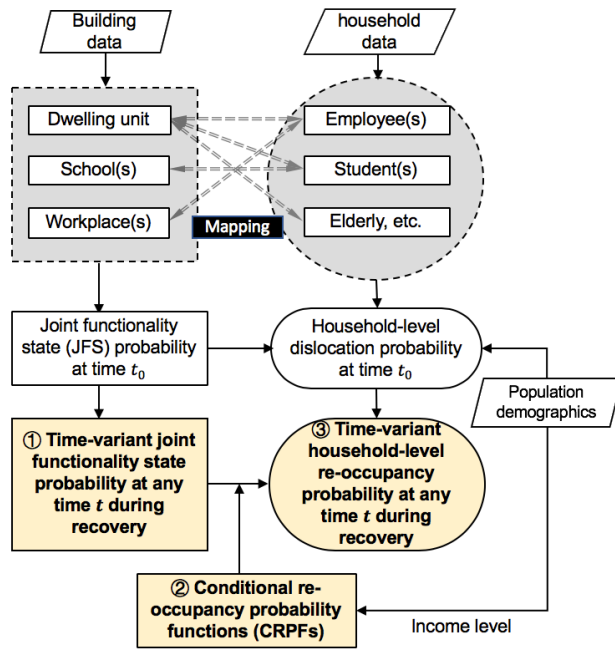 Building
data
household
data
Dwelling unit
Employee(s)
School(s)
Student(s)
Workplace(s)
Elderly, etc.
Mapping
Joint functionality
state (JFS) probability
at time t₀
Household-level
dislocation probability
at time t₀
Population
demographics
① Time-variant joint
functionality state
probability at any
time t during
recovery
③ Time-variant
household-level
re-occupancy
probability at any
time t during
recovery
② Conditional re-
occupancy probability
functions (CRPFs)
Income level